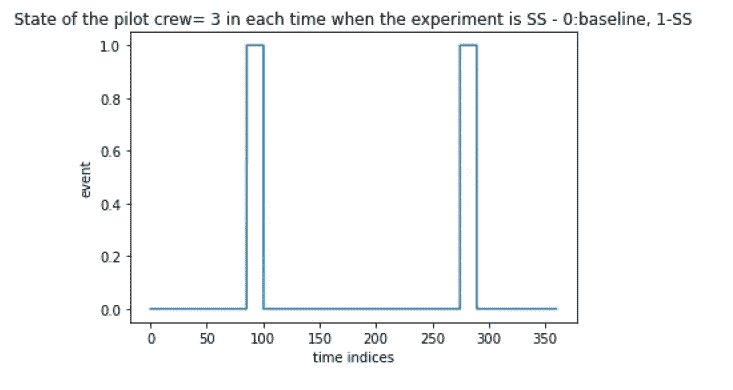 State of the pilot crew= 3 in each time when the experiment is SS - 0:baseline, 1-SS
1.0
0.8
0.6
0.4
0.2
0.0
event
0 50 100 150 200 250 300 350
time indices